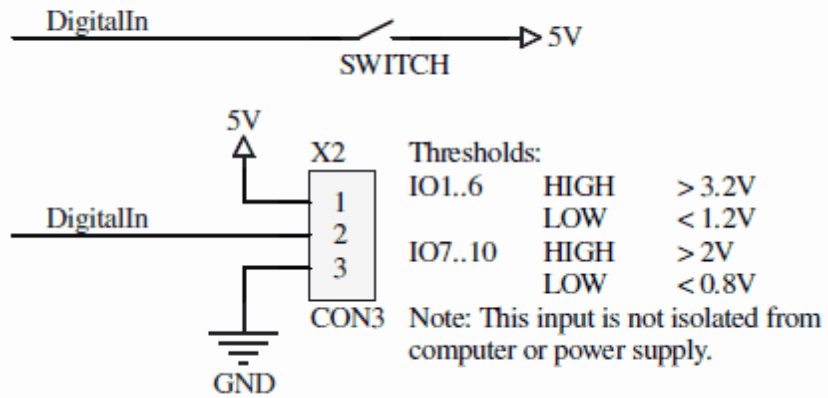 DigitalIn
5V
SWITCH
5V
X2
1
DigitalIn
2
3
CON3
GND
Thresholds:
IO1..6 HIGH > 3.2V
LOW < 1.2V
IO7..10 HIGH > 2V
LOW < 0.8V
Note: This input is not isolated from
computer or power supply.